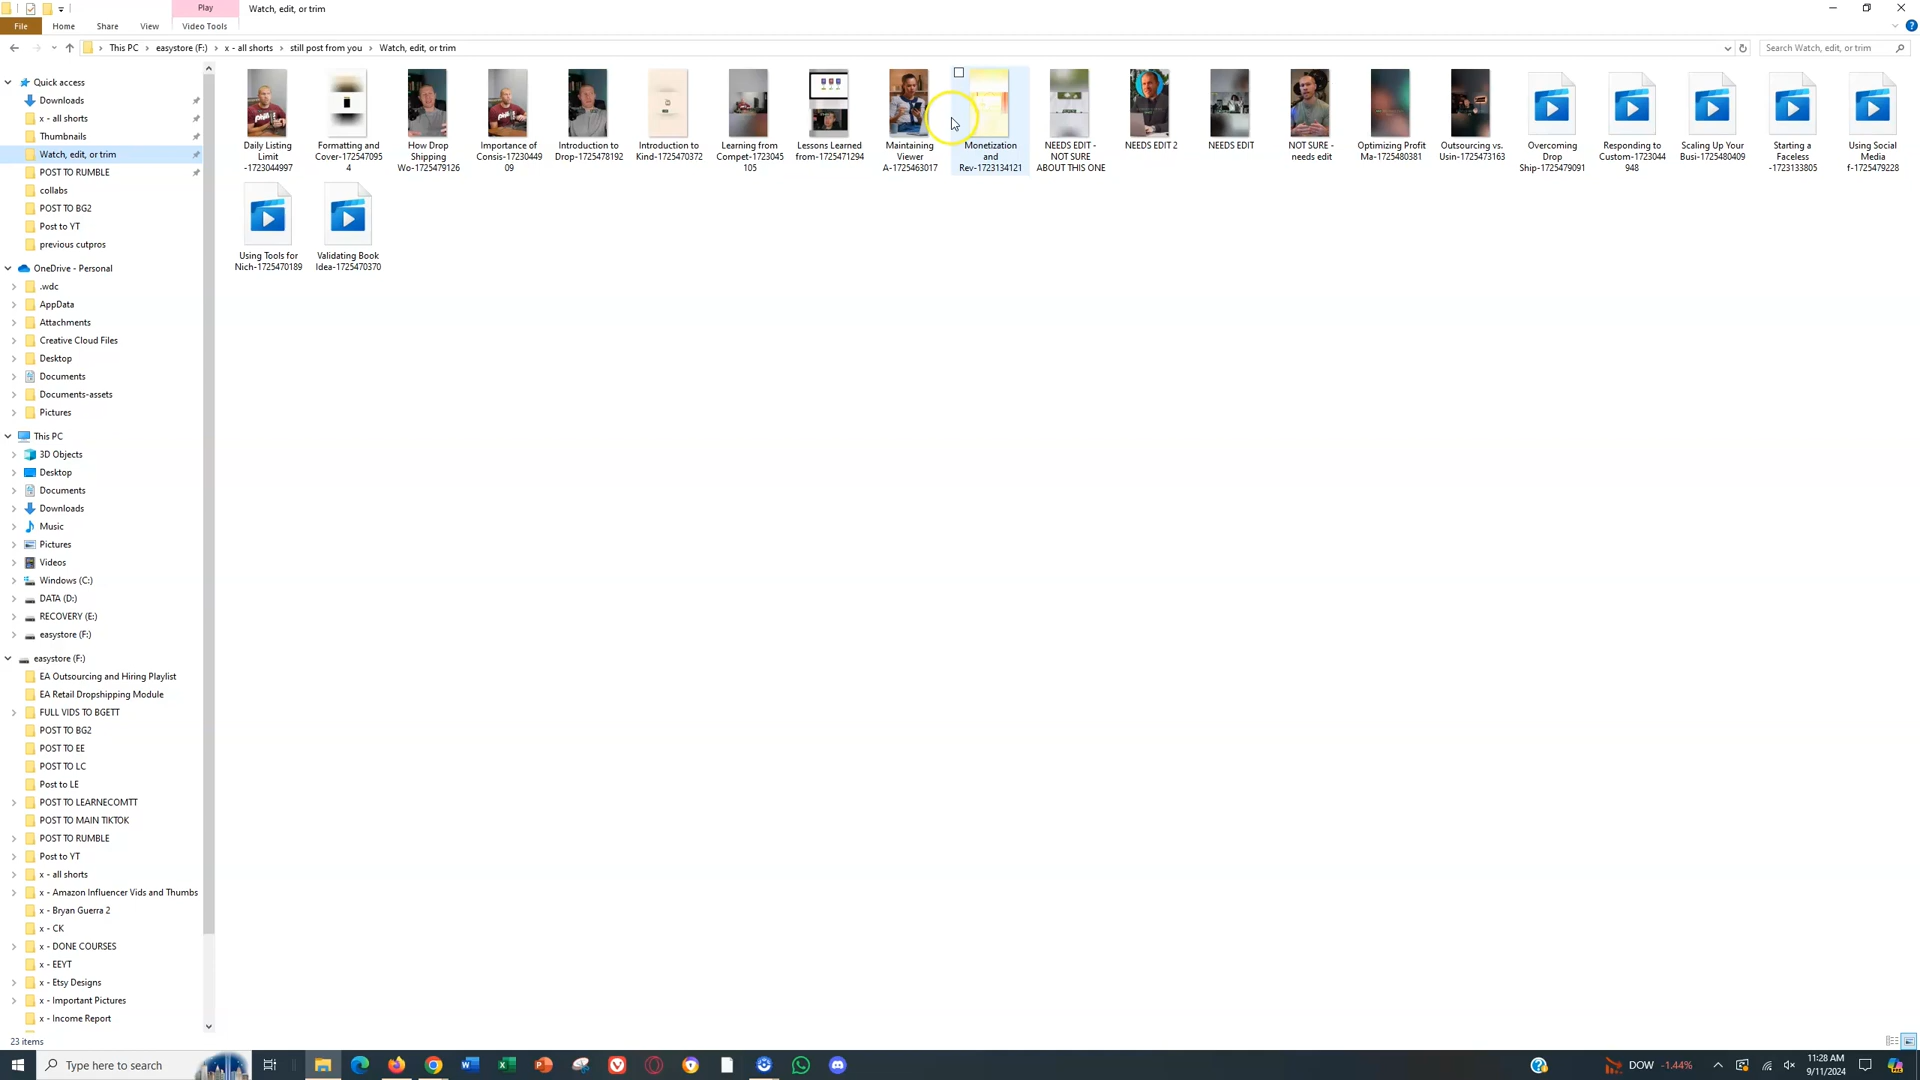 Play
Watch, edit, or trim
File
Home
Share
View
Video Tools
This PC
easystore (F:)
x - all shorts
still post from you
Watch, edit, or trim
Search Watch, edit, or trim
Quick access
Downloads
x - all shorts
Thumbnails
Watch, edit, or trim
POST TO RUMBLE
collabs
POST TO BG2
Post to YT
previous cutpros
OneDrive - Personal
.wdc
AppData
Attachments
Creative Cloud Files
Desktop
Documents
Documents-assets
Pictures
This PC
3D Objects
Desktop
Documents
Downloads
Music
Pictures
Videos
Windows (C:)
DATA (D:)
RECOVERY (E:)
easystore (F:)
easystore (F:)
EA Outsourcing and Hiring Playlist
EA Retail Dropshipping Module
FULL VIDS TO BGETT
POST TO BG2
POST TO EE
POST TO LC
Post to LE
POST TO LEARNECOMTT
POST TO MAIN TIKTOK
POST TO RUMBLE
Post to YT
x - all shorts
x - Amazon Influencer Vids and Thumbs
x - Bryan Guerra 2
x - CK
x - DONE COURSES
x - EEYT
x - Etsy Designs
x - Important Pictures
x - Income Report
Daily Listing
Limit
-1723044997
Formatting and
Cover-172547095
4
How Drop
Shipping
Wo-1725479126
Importance of
Consis-17230449
09
Introduction to
Drop-1725478192
Introduction to
Kind-1725470372
Learning from
Compet-1723045
105
Lessons Learned
from-1725471294
Maintaining
Viewer
A-1725463017
Monetization
and
Rev-1723134121
NEEDS EDIT -
NOT SURE
ABOUT THIS ONE
NEEDS EDIT 2
NEEDS EDIT
NOT SURE -
needs edit
Optimizing Profit
Ma-1725480381
Outsourcing vs.
Usin-1725473163
Overcoming
Drop
Ship-1725479091
Responding to
Custom-1723044
948
Scaling Up Your
Busi-1725480409
Starting a
Faceless
-1723133805
Using Social
Media
f-1725479228
Using Tools for
Nich-1725470189
Validating Book
Idea-1725470370
23 items
Type here to search
DOW -1.44%
11:28 AM
9/11/2024